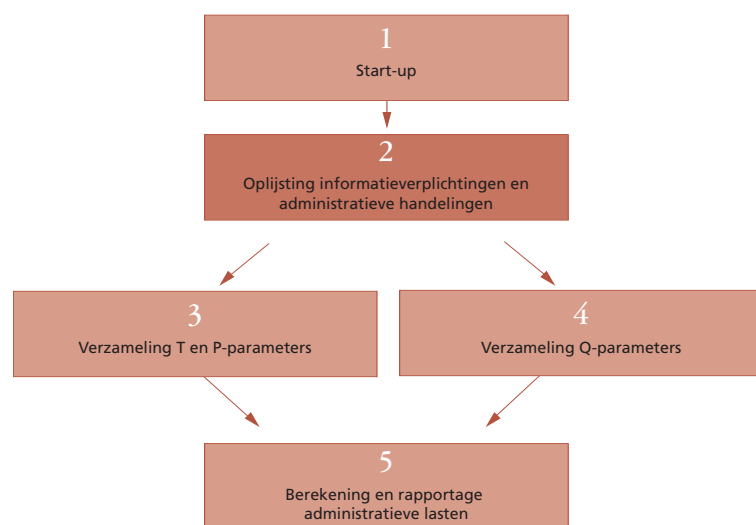 1
Start-up
2
Oplijsting informatieverplichtingen en
administratieve handelingen
3
Verzameling T en P-parameters
4
Verzameling Q-parameters
5
Berekening en rapportage
administratieve lasten